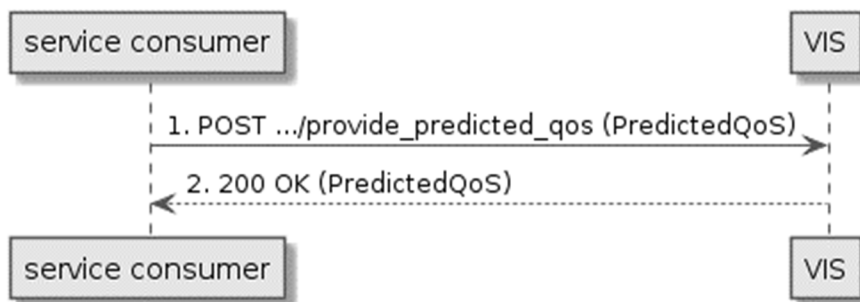 service consumer
VIS
1. POST .../provide_predicted_qos (PredictedQoS)
2. 200 OK (PredictedQoS)
service consumer
VIS